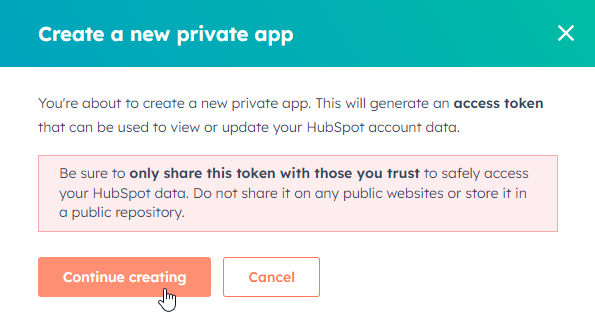 Create a new private app
You're about to create a new private app. This will generate an access token
that can be used to view or update your HubSpot account data.
Be sure to only share this token with those you trust to safely access
your HubSpot data. Do not share it on any public websites or store it in
a public repository.
Continue creating
Cancel